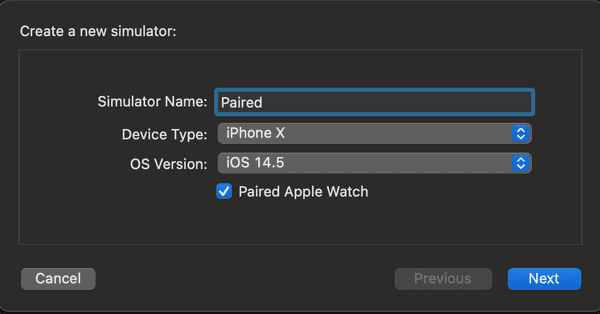 Create a new simulator:
Simulator Name: Paired
Device Type: iPhone X
OS Version: iOS 14.5
Paired Apple Watch
Cancel Previous Next